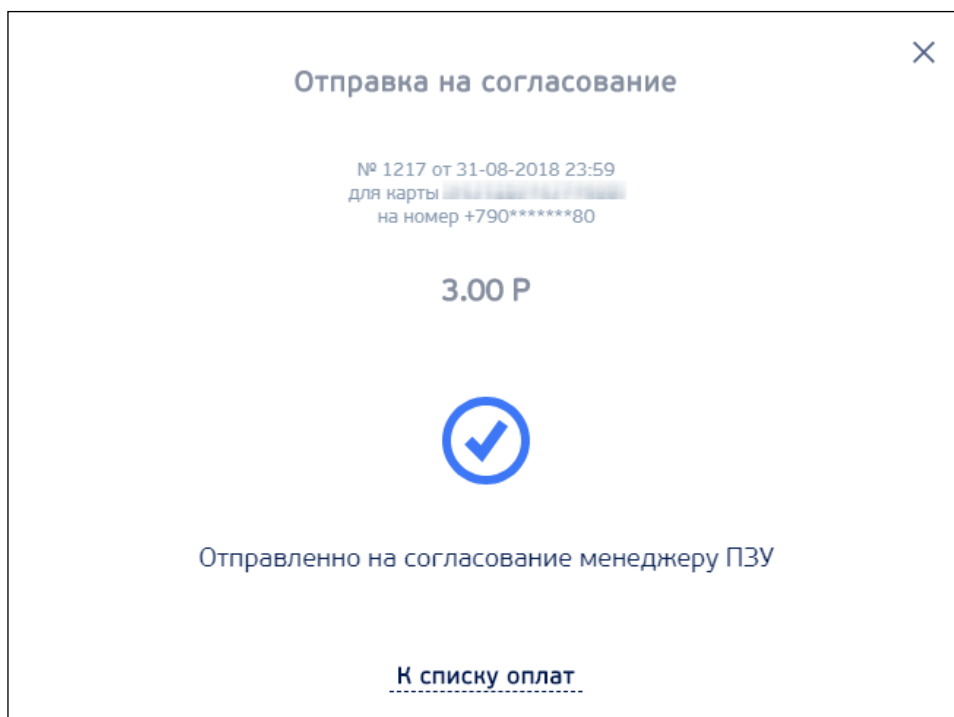 Отправка на согласование
№ 1217 от 31-08-2018 23:59
для карты
на номер +790*******80
3.00 Р
Отправленно на согласование менеджеру ПЗУ
К списку оплат